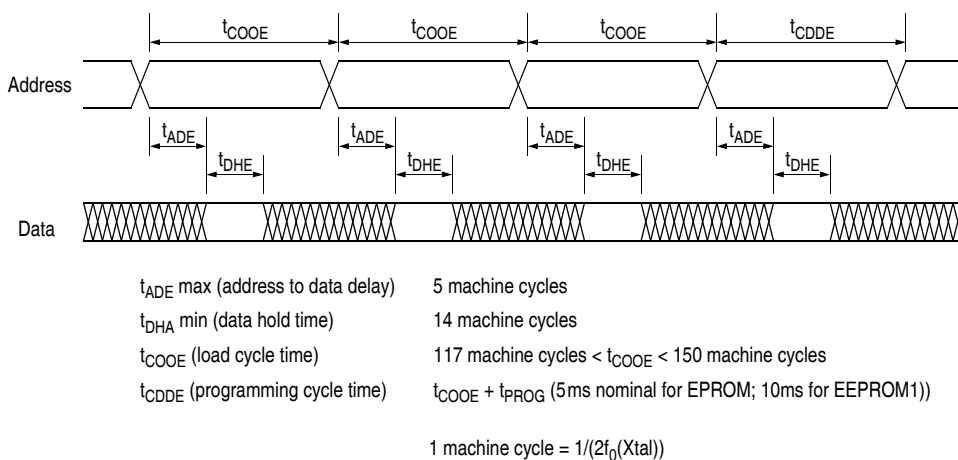 tCOOE tCOOE tCOOE tCDDE
Address
tADE tADE tADE tADE
tDHE tDHE tDHE tDHE
Data
tADE max (address to data delay) 5 machine cycles
tDHA min (data hold time) 14 machine cycles
tCOOE (load cycle time) 117 machine cycles < tCOOE < 150 machine cycles
tCDDE (programming cycle time) tCOOE + tPROG (5ms nominal for EPROM; 10ms for EEPROM1))
1 machine cycle = 1/(2f0(Xtal))